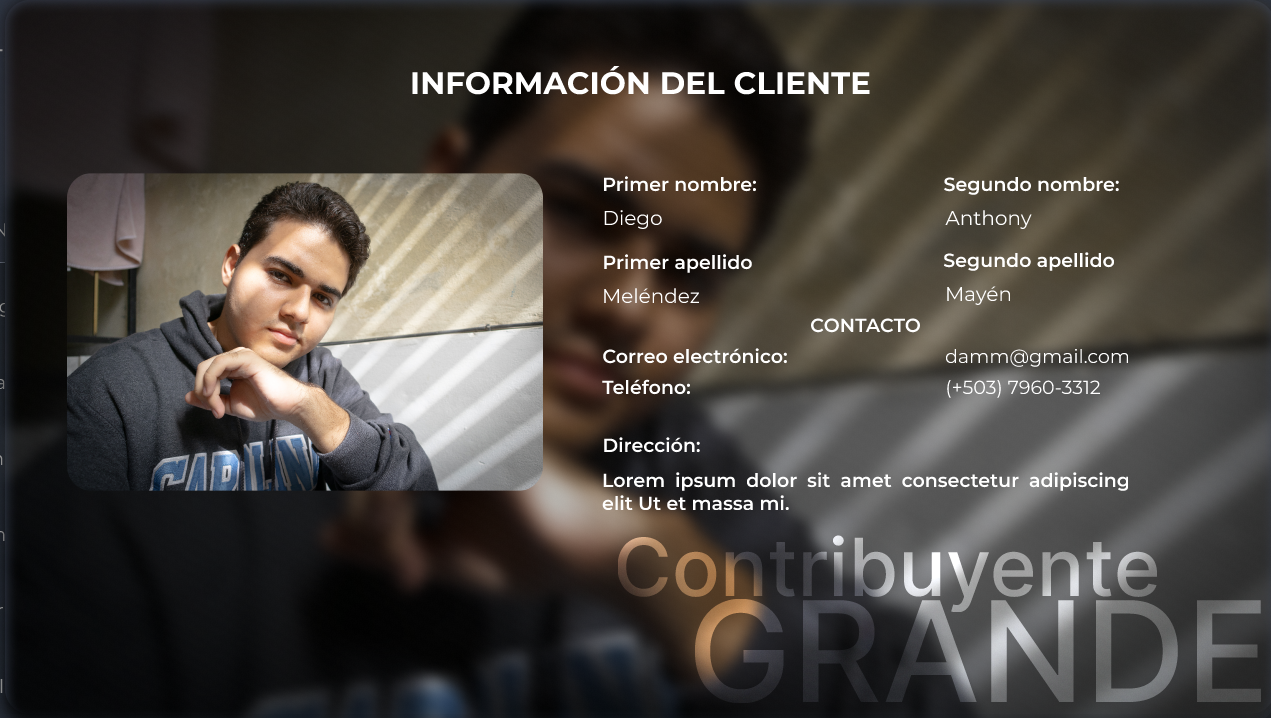 INFORMACIÓN DEL CLIENTE
Primer nombre: Segundo nombre:
Diego Anthony
Primer apellido Segundo apellido
Meléndez Mayén
CONTACTO
Correo electrónico: damm@gmail.com
Teléfono: (+503) 7960-3312
Dirección:
Lorem ipsum dolor sit amet consectetur adipiscing
elit Ut et massa mi.
Contribuyente
GRANDE